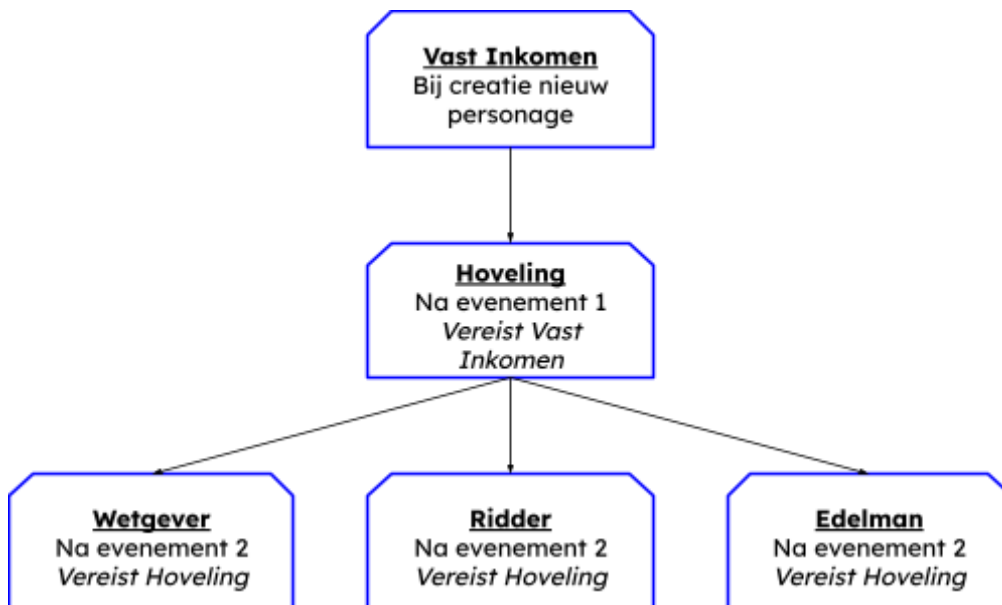 Vast Inkomen
Bij creatie nieuw
personage
Hoveling
Na evenement 1
Vereist Vast
Inkomen
Wetgever
Na evenement 2
Vereist Hoveling
Ridder
Na evenement 2
Vereist Hoveling
Edelman
Na evenement 2
Vereist Hoveling